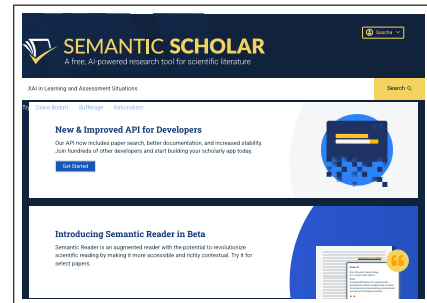 Sascha
SEMANTIC SCHOLAR
A free, AI-powered research tool for scientific literature
XAI in Learning and Assessment Situations
Search
Try Diane Bodart Sufferage Rationalism
New & Improved API for Developers
Our API now includes paper search, better documentation, and increased stability.
Join hundreds of other developers and start building your scholarly app today.
Get Started
Introducing Semantic Reader in Beta
Semantic Reader is an augmented reader with the potential to revolutionize
scientific reading by making it more accessible and richly contextual. Try it for
select papers.